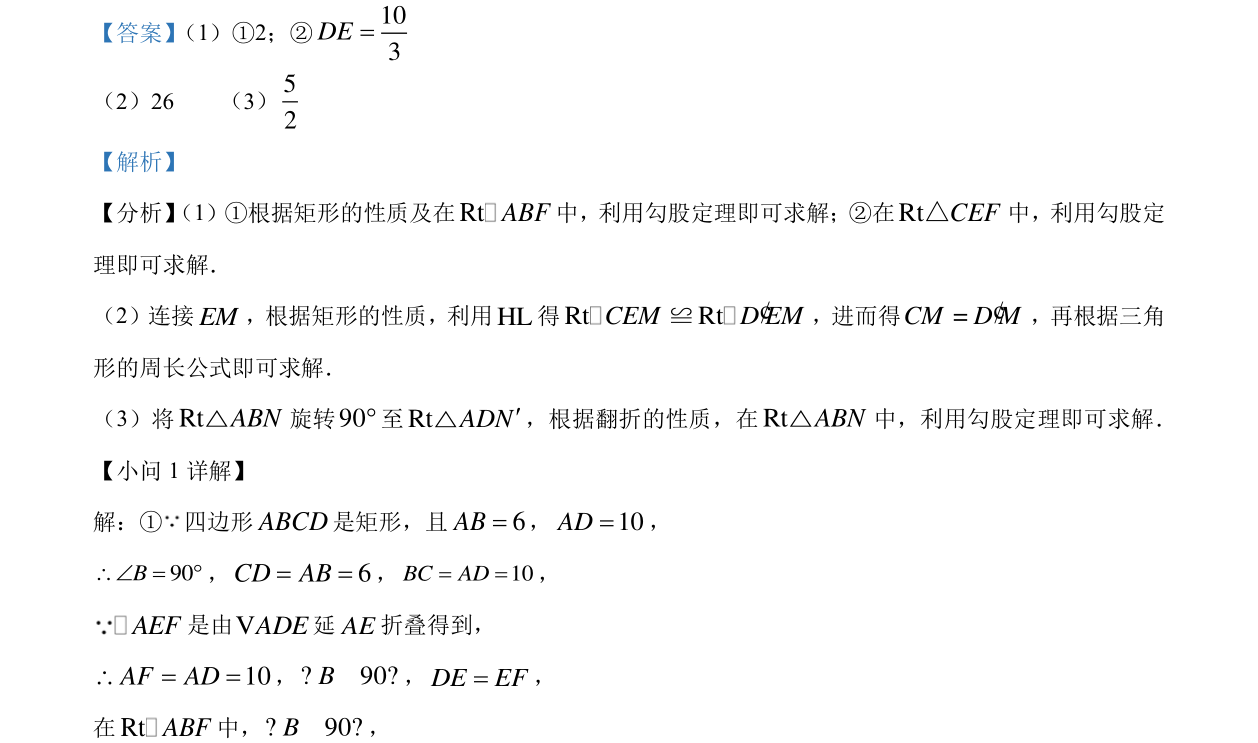 【答案】（1）①2；②DE = 10/3
（2）26 （3）5/2
【解析】
【分析】（1）①根据矩形的性质及在Rt□ABF中，利用勾股定理即可求解；②在Rt△CEF中，利用勾股定
理即可求解．
（2）连接EM，根据矩形的性质，利用HL得Rt□CEM ≌ Rt□D¢EM，进而得CM = D¢M，再根据三角
形的周长公式即可求解．
（3）将Rt△ABN旋转90°至Rt△ADN′，根据翻折的性质，在Rt△ABN中，利用勾股定理即可求解．
【小问 1 详解】
解：①∵四边形ABCD是矩形，且AB = 6，AD = 10，
∴∠B = 90°，CD = AB = 6，BC = AD = 10，
∵□AEF是由VADE延AE折叠得到，
∴AF = AD = 10，?B 90?，DE = EF，
在Rt□ABF中，?B 90?，